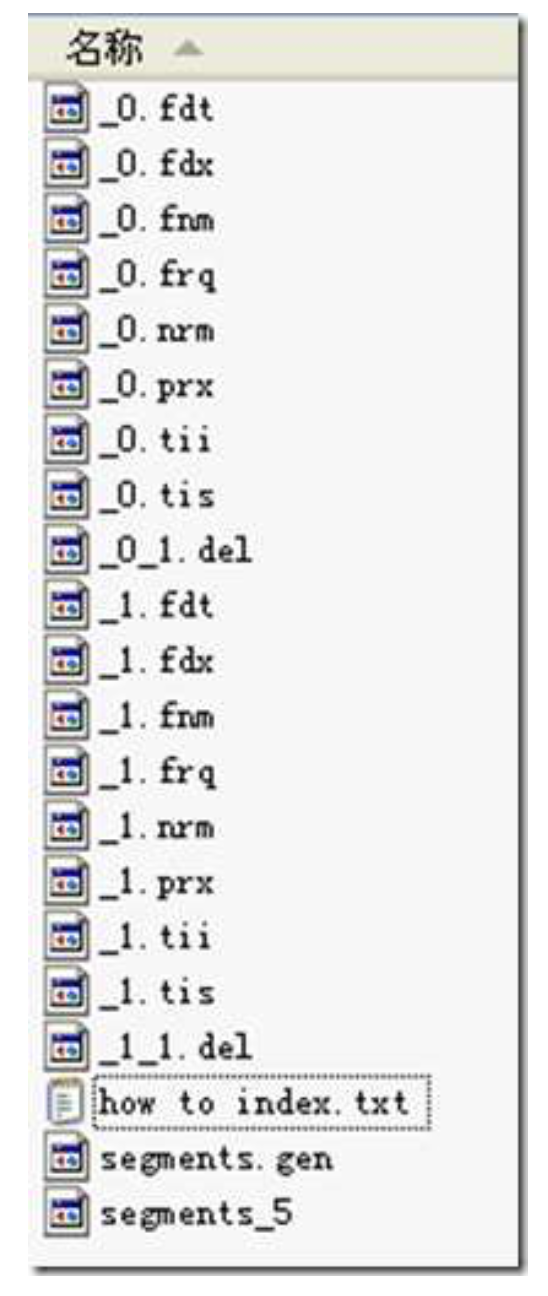 名称
_0.fdt
_0.fdx
_0.fnm
_0.frq
_0.nrm
_0.prx
_0.tii
_0.tis
_0_1.del
_1.fdt
_1.fdx
_1.fnm
_1.frq
_1.nrm
_1.prx
_1.tii
_1.tis
_1_1.del
how to index.txt
segments.gen
segments_5